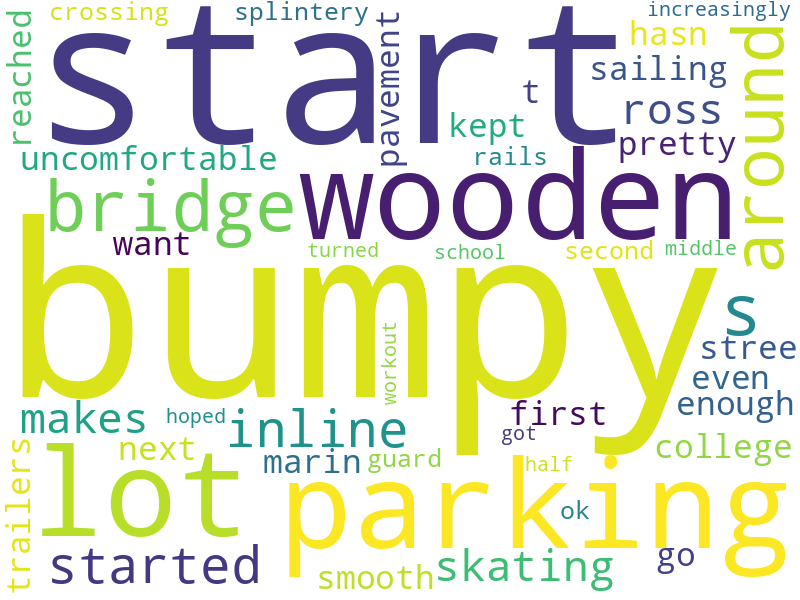 crossing
splintery
increasingly
start
reached
pavement
around
hasn
sailing
t
ross
kept
pretty
rails
uncomfortable
wooden
bridge
want
turned
school
second
middle
bumpy
s
stree
workout
even
enough
makes
hoped
inline
first
got
college
next
lot
marin
guard
half
parking
trailers
ok
started
smooth
skating
go